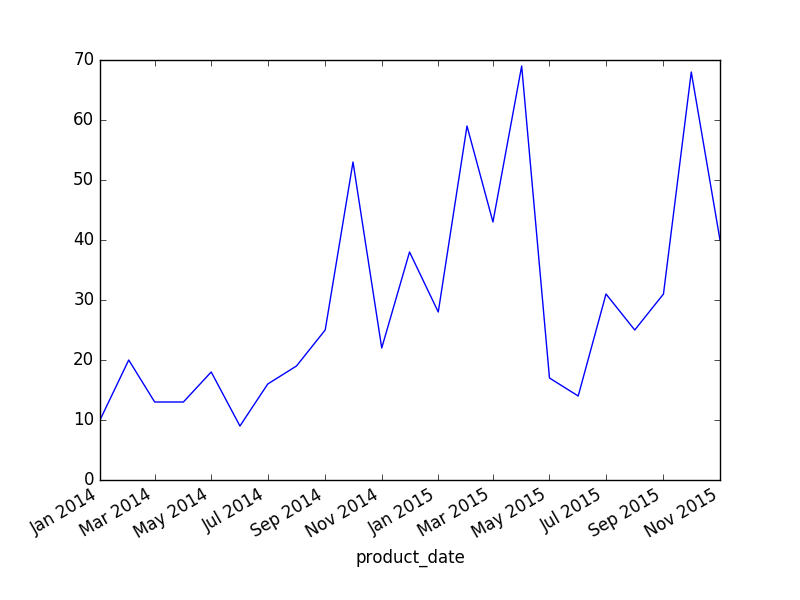 70
60
50
40
30
20
10
0
Jan 2014
Mar 2014
May 2014
Jul 2014
Sep 2014
Nov 2014
Jan 2015
Mar 2015
May 2015
Jul 2015
Sep 2015
Nov 2015
product_date